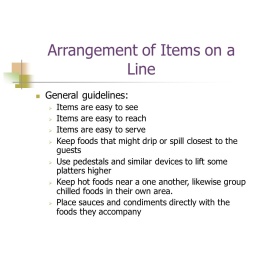 Arrangement of Items on a
Line
General guidelines:
Items are easy to see
Items are easy to reach
Items are easy to serve
Keep foods that might drip or spill closest to the
guests
Use pedestals and similar devices to lift some
platters higher
Keep hot foods near a one another, likewise group
chilled foods in their own area.
Place sauces and condiments directly with the
foods they accompany